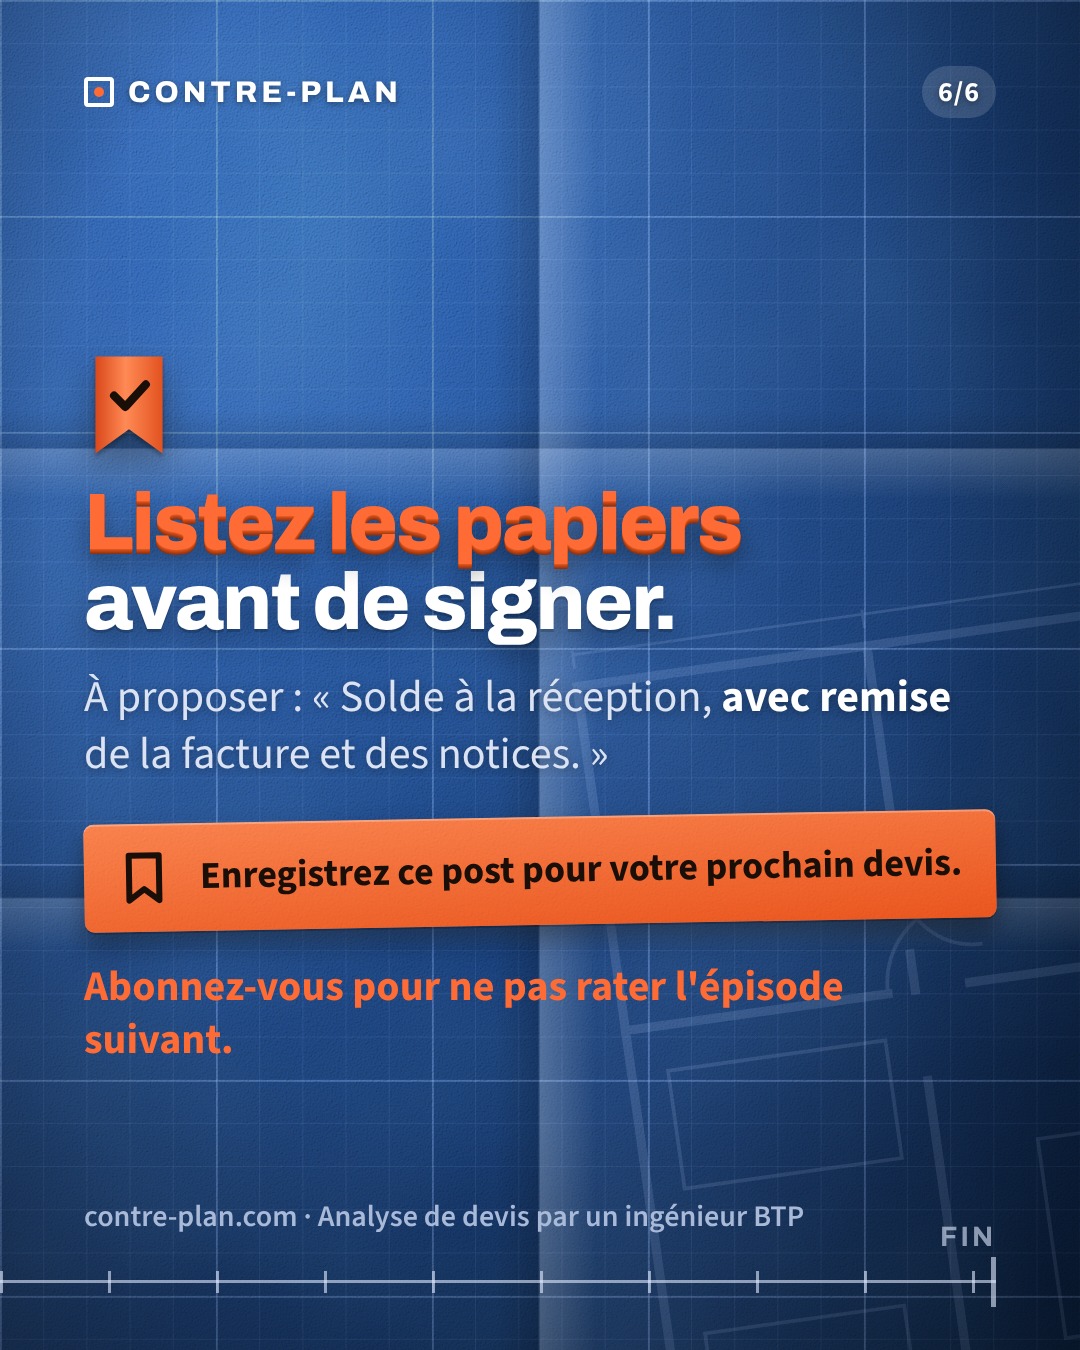 CONTRE-PLAN
6/6
Listez les papiers
avant de signer.
À proposer : « Solde à la réception, avec remise
de la facture et des notices. »
Enregistrez ce post pour votre prochain devis.
Abonnez-vous pour ne pas rater l'épisode
suivant.
contre-plan.com · Analyse de devis par un ingénieur BTP
FIN